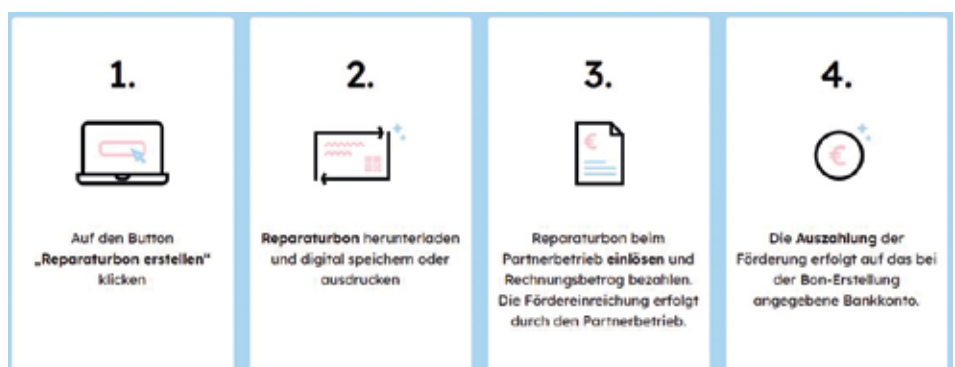 1.
Auf den Button
„Reparaturbon erstellen“
klicken
2.
Reparaturbon herunterladen
und digital speichern oder
ausdrucken
3.
€
Reparaturbon beim
Partnerbetrieb einlösen und
Rechnungsbetrag bezahlen.
Die Fördereinreichung erfolgt
durch den Partnerbetrieb.
4.
€
Die Auszahlung der
Förderung erfolgt auf das bei
der Bon-Erstellung
angegebene Bankkonto.